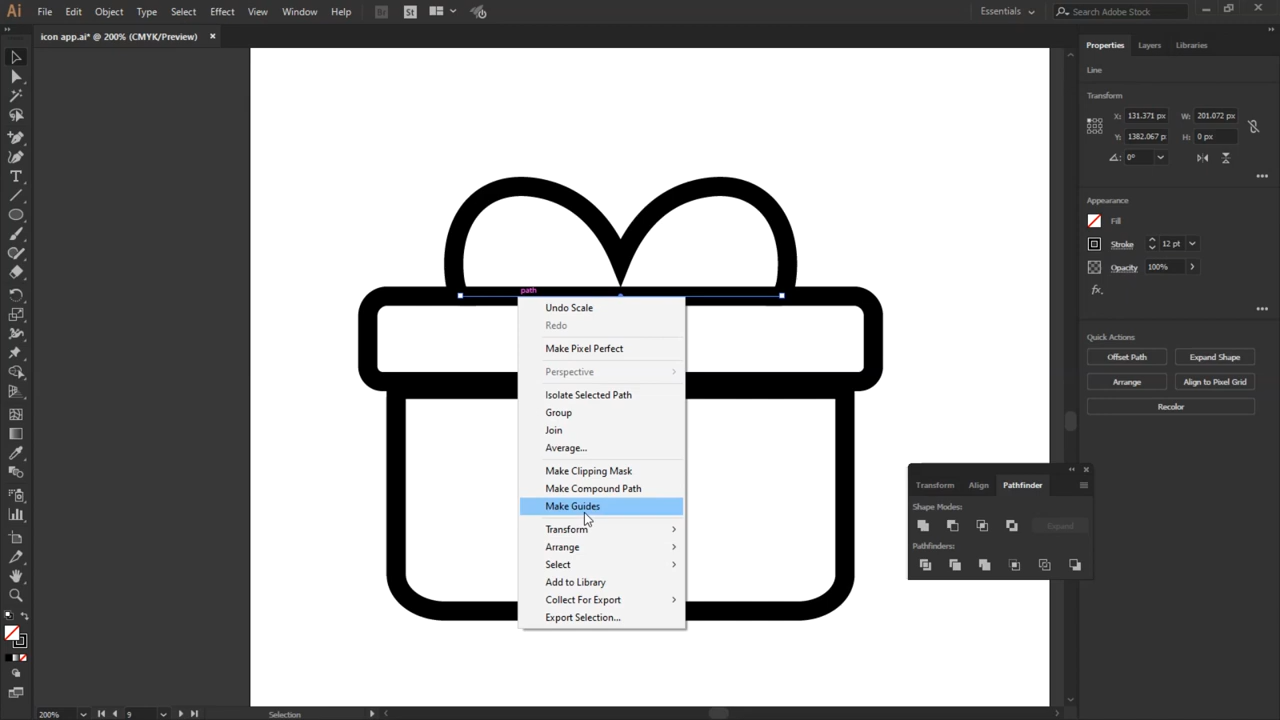 Ai File Edit Object Type Select Effect View Window Help Br St Essentials Search Adobe Stock
icon app.ai* @ 200% (CMYK/Preview) ×
Properties Layers Libraries
Line
Transform
X: 131.371 px W: 201.072 px
Y: 1382.067 p H: 0 px
0°
Appearance
Fill
Stroke 12 pt
Opacity 100%
fx.
Quick Actions
Offset Path Expand Shape
Arrange Align to Pixel Grid
Recolor
path
Undo Scale
Redo
Make Pixel Perfect
Perspective
Isolate Selected Path
Group
Join
Average...
Make Clipping Mask
Make Compound Path
Make Guides
Transform
Arrange
Select
Add to Library
Collect For Export
Export Selection...
Transform Align Pathfinder
Shape Modes:
Expand
Pathfinders:
200% 9 Selection